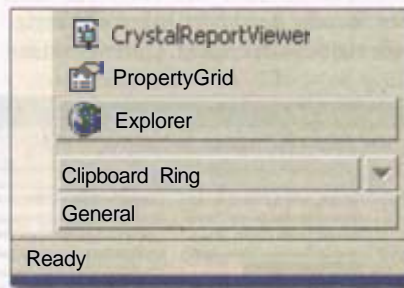 CrystalReportViewer
PropertyGrid
Explorer
Clipboard Ring
General
Ready